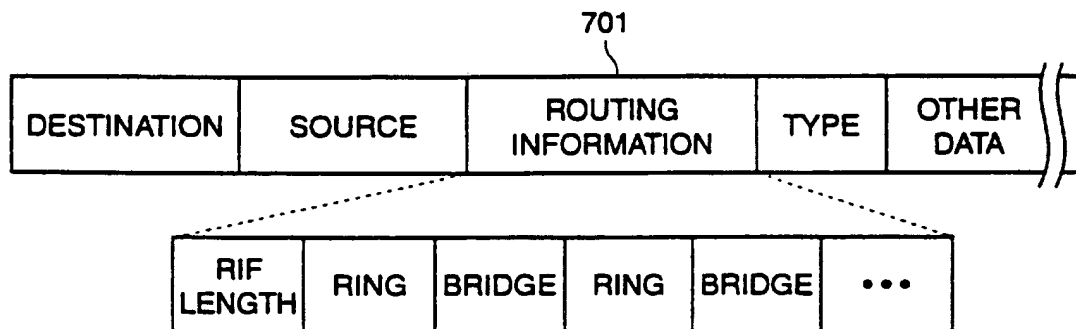 701
DESTINATION
SOURCE
ROUTING
INFORMATION
TYPE
OTHER
DATA
RIF
LENGTH
RING
BRIDGE
RING
BRIDGE
•••